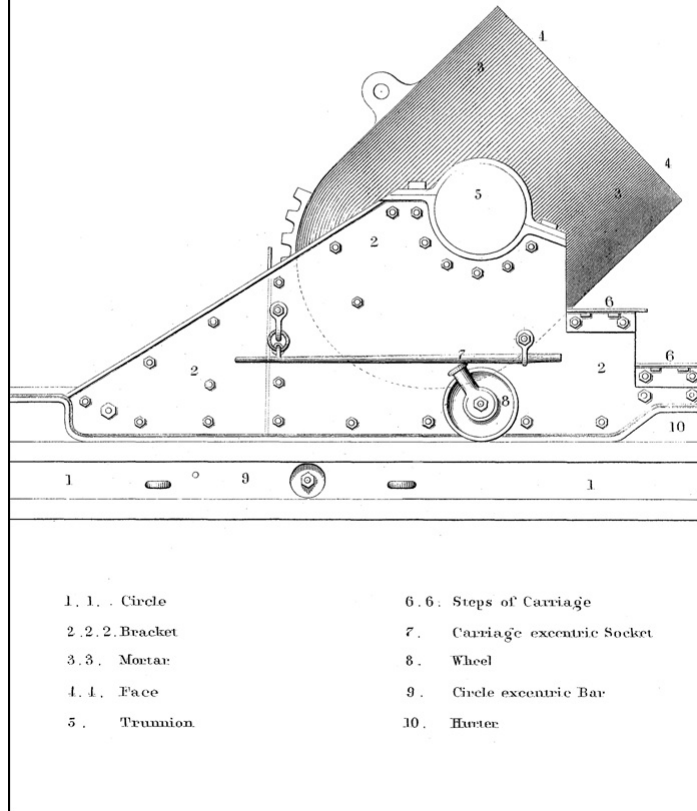 4
3
4
5
3
2
6
7
6
2
2
8
10
1
9
1
1. 1. . Circle
2 .2 .2. Bracket
3.3. Mortar
4. 4. Face
5. Trunnion
6.6. Steps of Carriage
7. Carriage excentric Socket
8. Wheel
9. Circle excentric Bar
10. Hurter